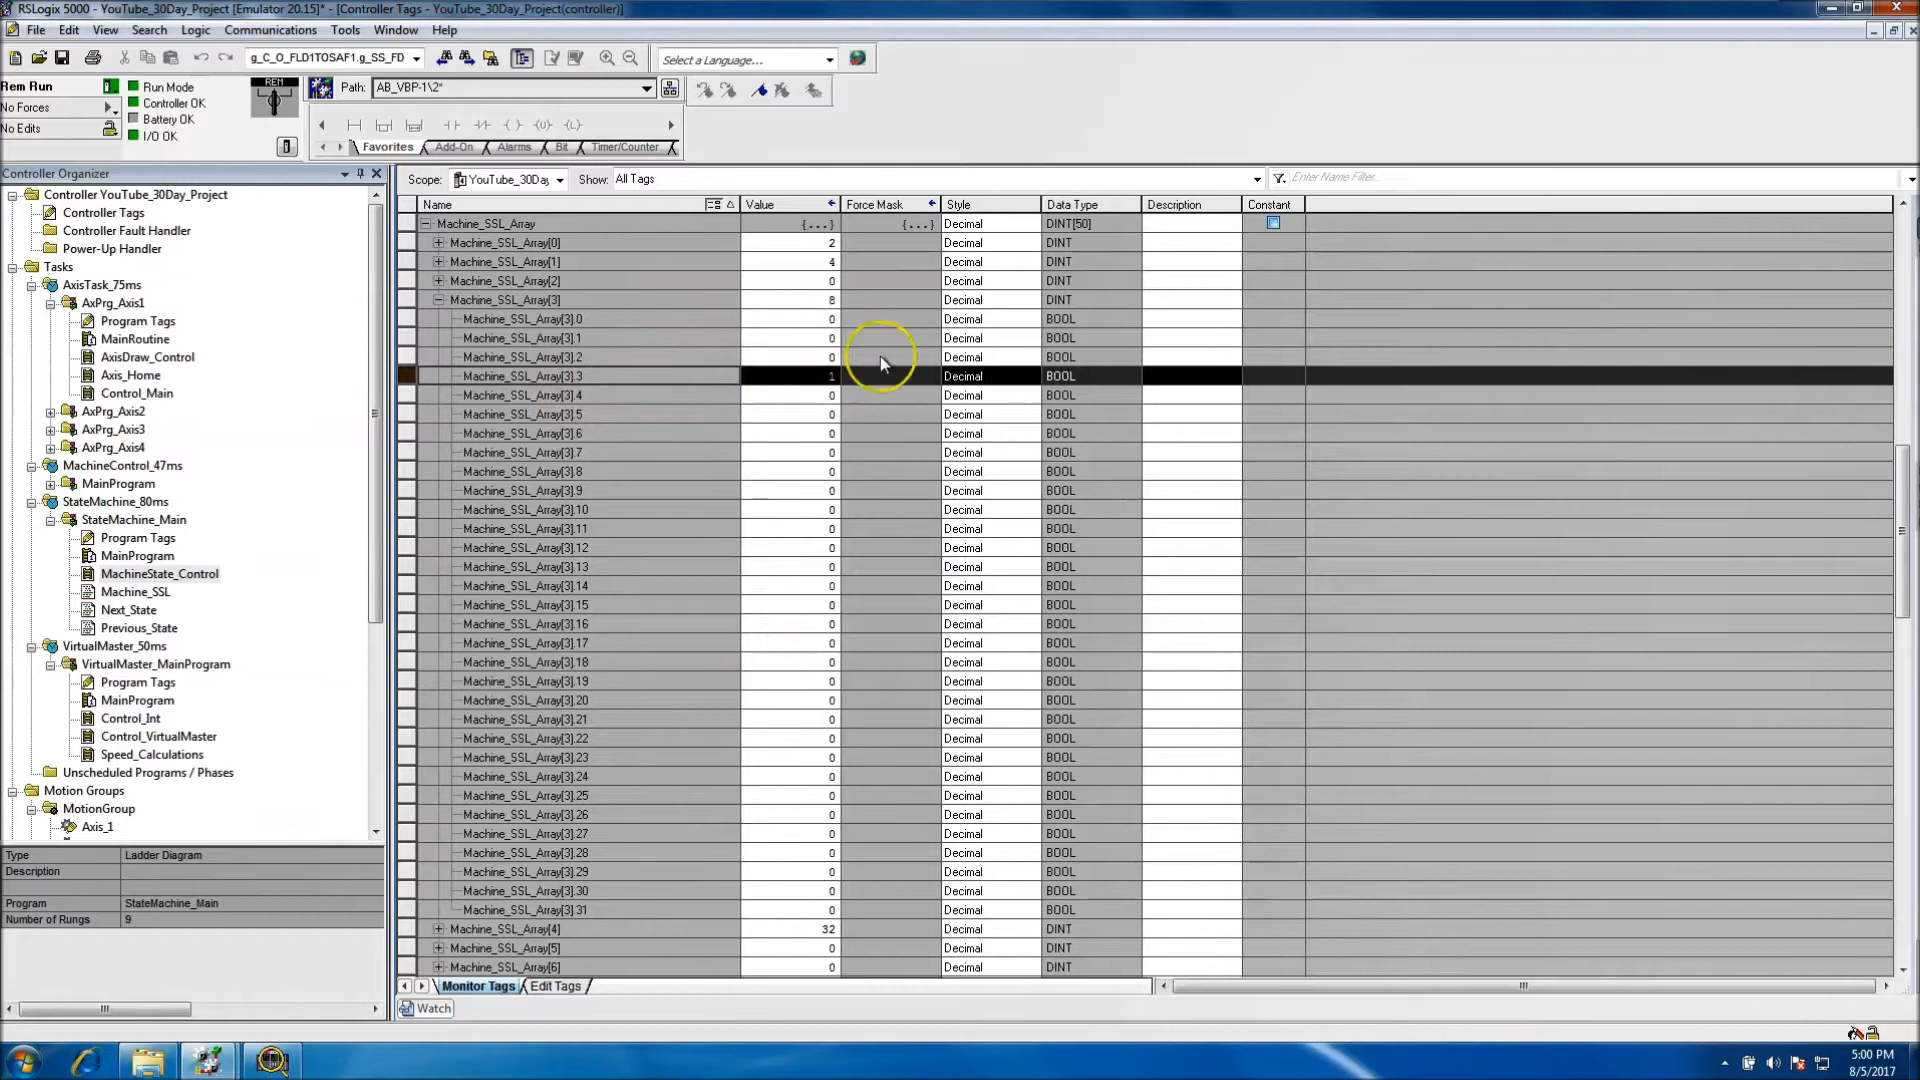 RSLogix 5000 - YouTube_30Day_Project [Emulator 20.15]* - [Controller Tags - YouTube_30Day_Project(controller)]
File Edit View Search Logic Communications Tools Window Help
g_C_O_FLD1TOSAF1.g_SS_FD
Select a Language...
Rem Run
No Forces
No Edits
Run Mode
Controller OK
Battery OK
I/O OK
REM
Path: AB_VBP-1\2*
Favorites Add-On Alarms Bit Timer/Counter
Controller Organizer
Controller YouTube_30Day_Project
Controller Tags
Controller Fault Handler
Power-Up Handler
Tasks
AxisTask_75ms
AxPrg_Axis1
Program Tags
MainRoutine
AxisDraw_Control
Axis_Home
Control_Main
AxPrg_Axis2
AxPrg_Axis3
AxPrg_Axis4
MachineControl_47ms
MainProgram
StateMachine_80ms
StateMachine_Main
Program Tags
MainProgram
MachineState_Control
Machine_SSL
Next_State
Previous_State
VirtualMaster_50ms
VirtualMaster_MainProgram
Program Tags
MainProgram
Control_Int
Control_VirtualMaster
Speed_Calculations
Unscheduled Programs / Phases
Motion Groups
MotionGroup
Axis_1
Type Ladder Diagram
Description
Program StateMachine_Main
Number of Rungs 9
Scope: YouTube_30Day Show: All Tags Enter Name Filter...
Name Value Force Mask Style Data Type Description Constant
Machine_SSL_Array {...} {...} Decimal DINT[50]
Machine_SSL_Array[0] 2 Decimal DINT
Machine_SSL_Array[1] 4 Decimal DINT
Machine_SSL_Array[2] 0 Decimal DINT
Machine_SSL_Array[3] 8 Decimal DINT
Machine_SSL_Array[3].0 0 Decimal BOOL
Machine_SSL_Array[3].1 0 Decimal BOOL
Machine_SSL_Array[3].2 0 Decimal BOOL
Machine_SSL_Array[3].3 1 Decimal BOOL
Machine_SSL_Array[3].4 0 Decimal BOOL
Machine_SSL_Array[3].5 0 Decimal BOOL
Machine_SSL_Array[3].6 0 Decimal BOOL
Machine_SSL_Array[3].7 0 Decimal BOOL
Machine_SSL_Array[3].8 0 Decimal BOOL
Machine_SSL_Array[3].9 0 Decimal BOOL
Machine_SSL_Array[3].10 0 Decimal BOOL
Machine_SSL_Array[3].11 0 Decimal BOOL
Machine_SSL_Array[3].12 0 Decimal BOOL
Machine_SSL_Array[3].13 0 Decimal BOOL
Machine_SSL_Array[3].14 0 Decimal BOOL
Machine_SSL_Array[3].15 0 Decimal BOOL
Machine_SSL_Array[3].16 0 Decimal BOOL
Machine_SSL_Array[3].17 0 Decimal BOOL
Machine_SSL_Array[3].18 0 Decimal BOOL
Machine_SSL_Array[3].19 0 Decimal BOOL
Machine_SSL_Array[3].20 0 Decimal BOOL
Machine_SSL_Array[3].21 0 Decimal BOOL
Machine_SSL_Array[3].22 0 Decimal BOOL
Machine_SSL_Array[3].23 0 Decimal BOOL
Machine_SSL_Array[3].24 0 Decimal BOOL
Machine_SSL_Array[3].25 0 Decimal BOOL
Machine_SSL_Array[3].26 0 Decimal BOOL
Machine_SSL_Array[3].27 0 Decimal BOOL
Machine_SSL_Array[3].28 0 Decimal BOOL
Machine_SSL_Array[3].29 0 Decimal BOOL
Machine_SSL_Array[3].30 0 Decimal BOOL
Machine_SSL_Array[3].31 0 Decimal BOOL
Machine_SSL_Array[4] 32 Decimal DINT
Machine_SSL_Array[5] 0 Decimal DINT
Machine_SSL_Array[6] 0 Decimal DINT
Monitor Tags Edit Tags
Watch
5:00 PM
8/5/2017